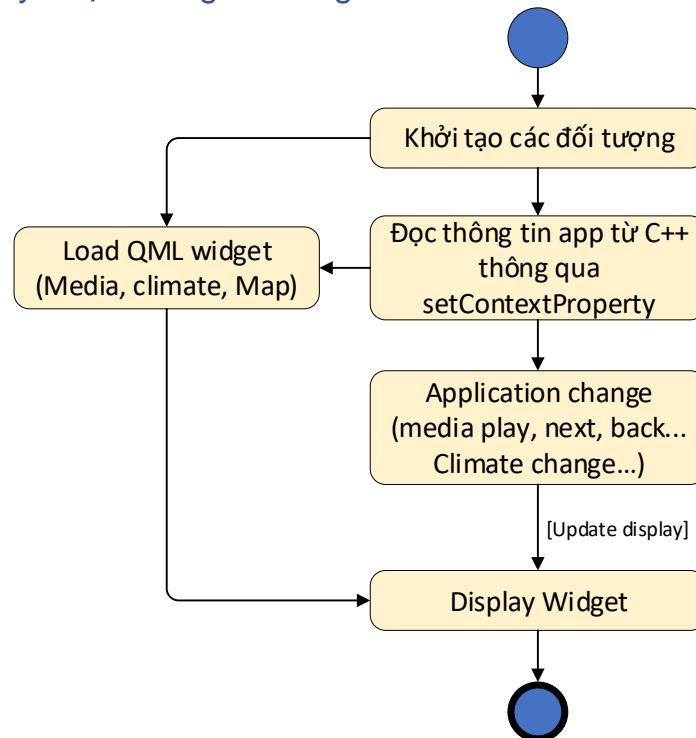 Khởi tạo các đối tượng
Load QML widget
(Media, climate, Map)
Đọc thông tin app từ C++
thông qua
setContextProperty
Application change
(media play, next, back...
Climate change...)
[Update display]
Display Widget